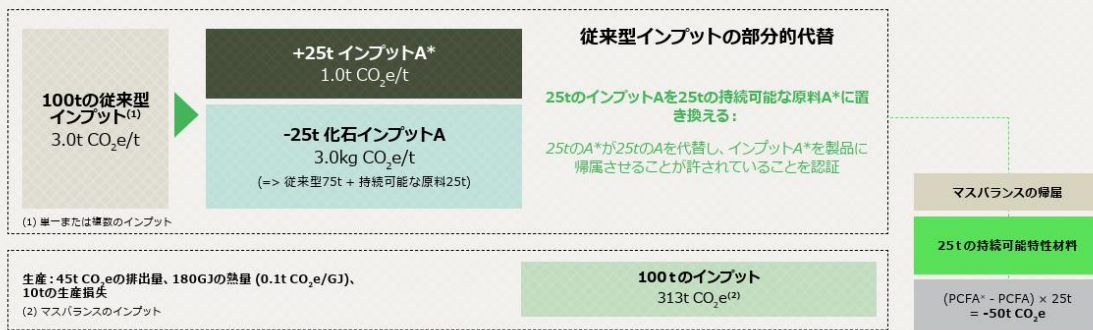 100tの従来型
インプット(1)
3.0t CO2e/t
+25t インプットA*
1.0t CO2e/t
-25t 化石インプットA
3.0kg CO2e/t
(=> 従来型75t + 持続可能な原料25t)
(1) 単一または複数のインプット
従来型インプットの部分的代替
25tのインプットAを25tの持続可能な原料A*に置
き換える:
25tのA*が25tのAを代替し、インプットA*を製品に
帰属させることが許されていることを認証
マスバランスの帰属
25tの持続可能特性材料
(PCFA* - PCFA) × 25t
= -50t CO2e
生産:45t CO2eの排出量、180GJの熱量 (0.1t CO2e/GJ)、
10tの生産損失
(2) マスバランスのインプット
100tのインプット
313t CO2e(2)